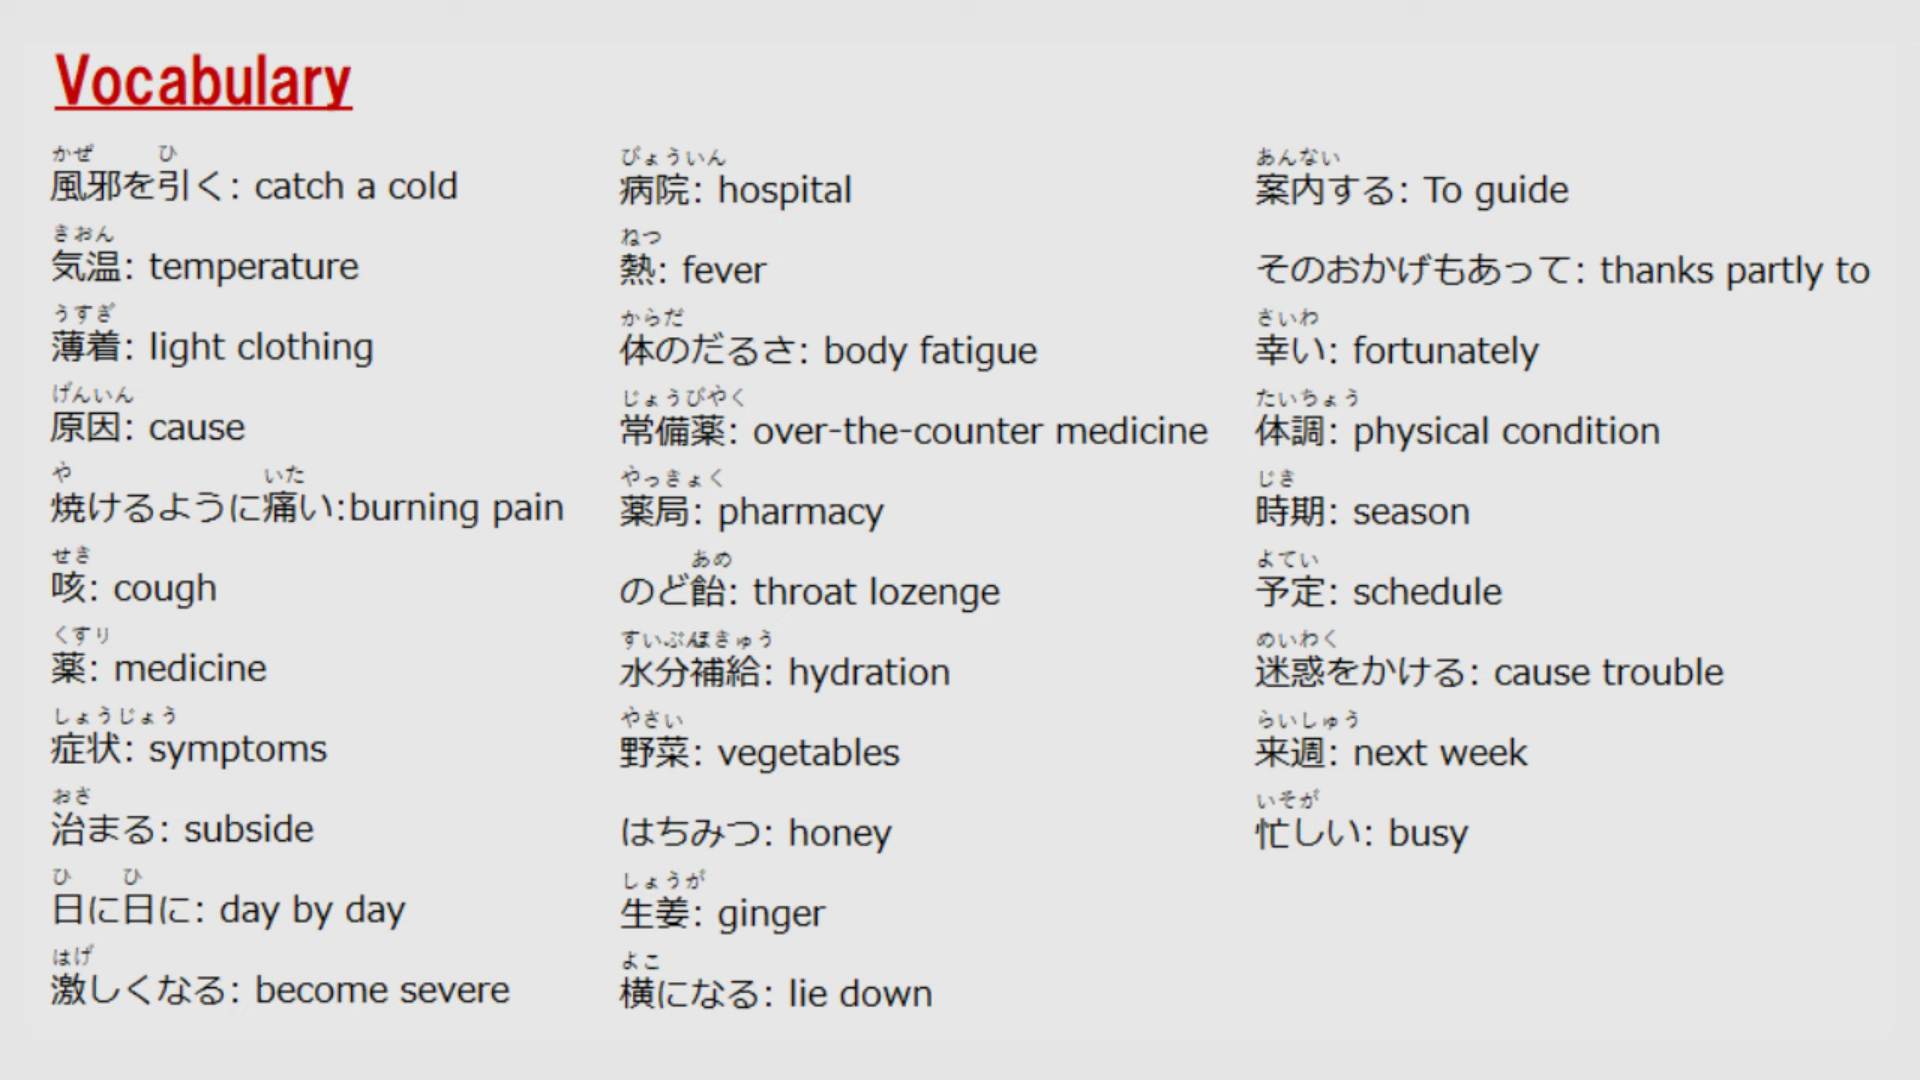 Vocabulary
かぜ ひ
風邪を引く: catch a cold
きおん
気温: temperature
うすぎ
薄着: light clothing
げんいん
原因: cause
や いた
焼けるように痛い:burning pain
せき
咳: cough
くすり
薬: medicine
しょうじょう
症状: symptoms
おさ
治まる: subside
ひ ひ
日に日に: day by day
はげ
激しくなる: become severe
びょういん
病院: hospital
ねつ
熱: fever
からだ
体のだるさ: body fatigue
じょうびやく
常備薬: over-the-counter medicine
やっきょく
薬局: pharmacy
あめ
のど飴: throat lozenge
すいぶんほきゅう
水分補給: hydration
やさい
野菜: vegetables
はちみつ: honey
しょうが
生姜: ginger
よこ
横になる: lie down
あんない
案内する: To guide
そのおかげもあって: thanks partly to
さいわ
幸い: fortunately
たいちょう
体調: physical condition
じき
時期: season
よてい
予定: schedule
めいわく
迷惑をかける: cause trouble
らいしゅう
来週: next week
いそが
忙しい: busy